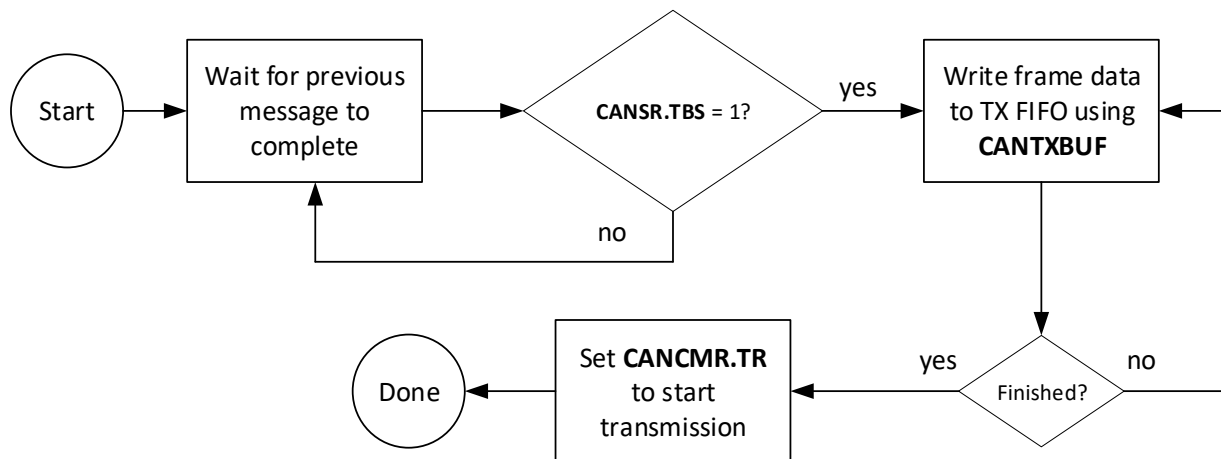 Start
Wait for previous
message to
complete
CANSR.TBS = 1?
yes
no
Write frame data
to TX FIFO using
CANTXBUF
Finished?
no
yes
Set CANCMR.TR
to start
transmission
Done